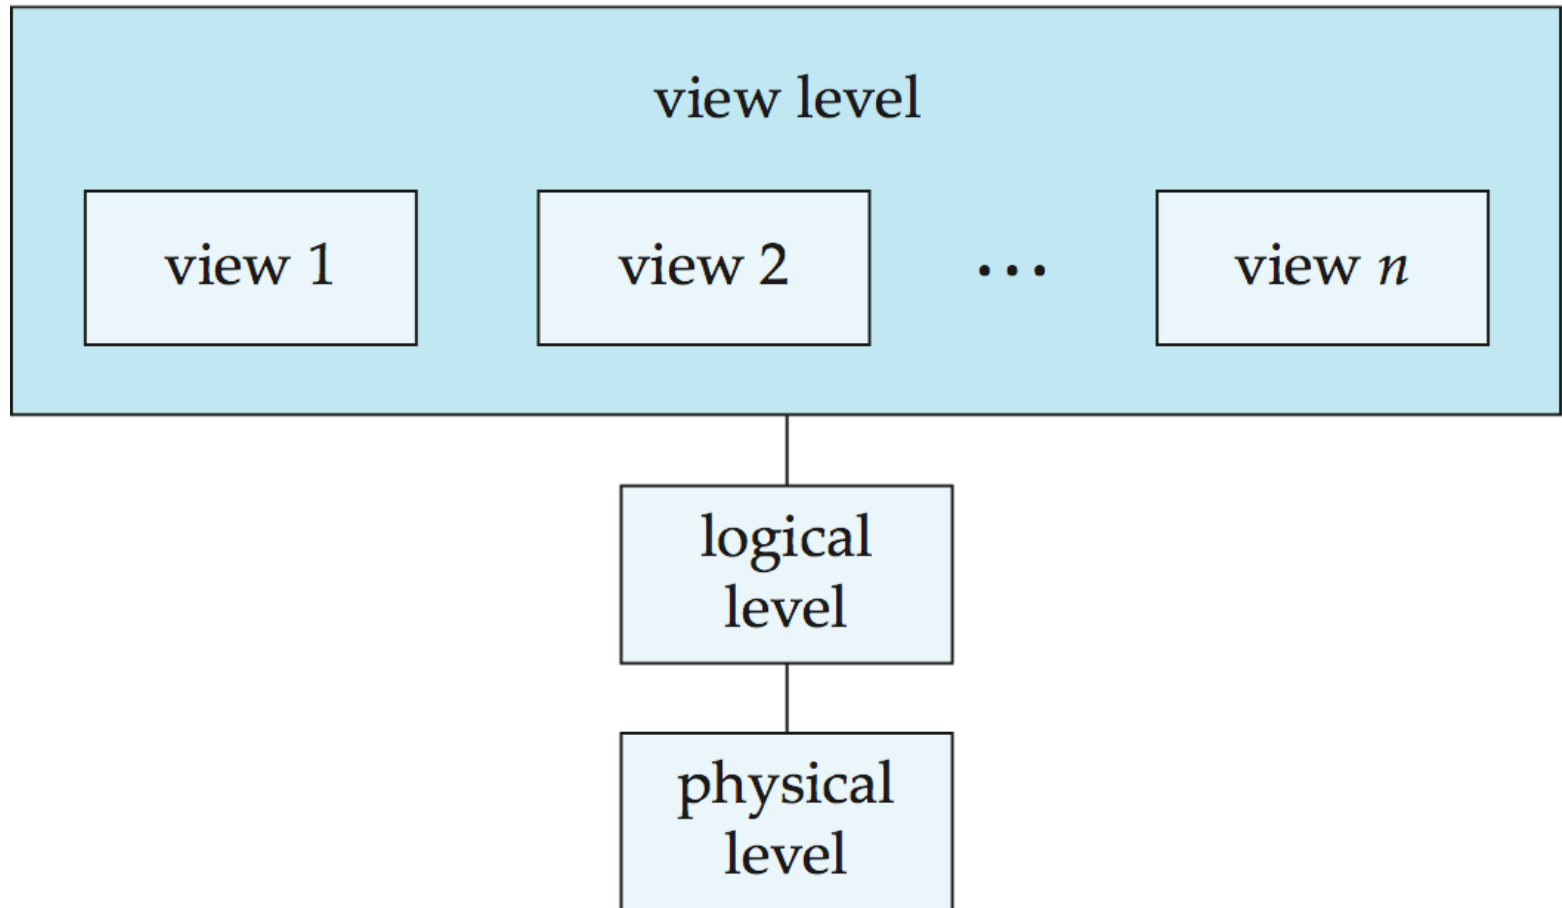 view level
view 1 view 2 ... view n
logical
level
physical
level